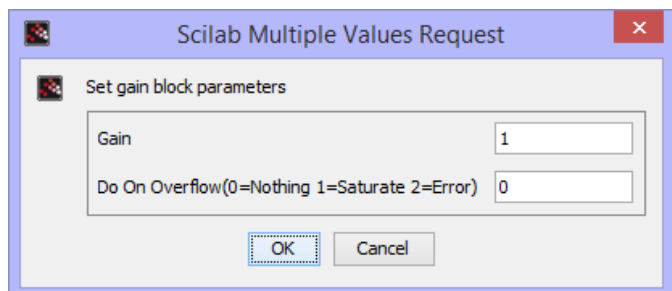 Scilab Multiple Values Request
Set gain block parameters
Gain 1
Do On Overflow(0=Nothing 1=Saturate 2=Error) 0
OK Cancel